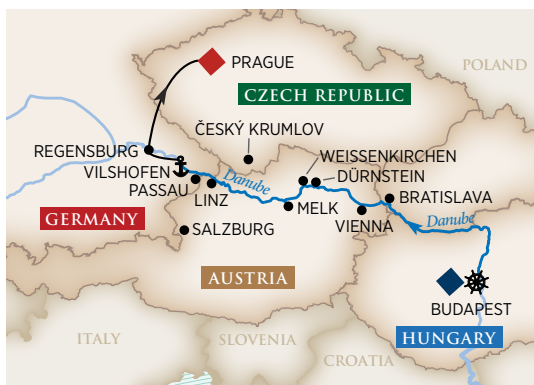 PRAGUE
POLAND
CZECH REPUBLIC
ČESKÝ KRUMLOV
REGENSBURG
WEISSENKIRCHEN
VILSHOFEN
Danube
DÜRNSTEIN
PASSAU
LINZ
BRATISLAVA
MELK
GERMANY
VIENNA
Danube
SALZBURG
AUSTRIA
BUDAPEST
ITALY
SLOVENIA
HUNGARY
CROATIA